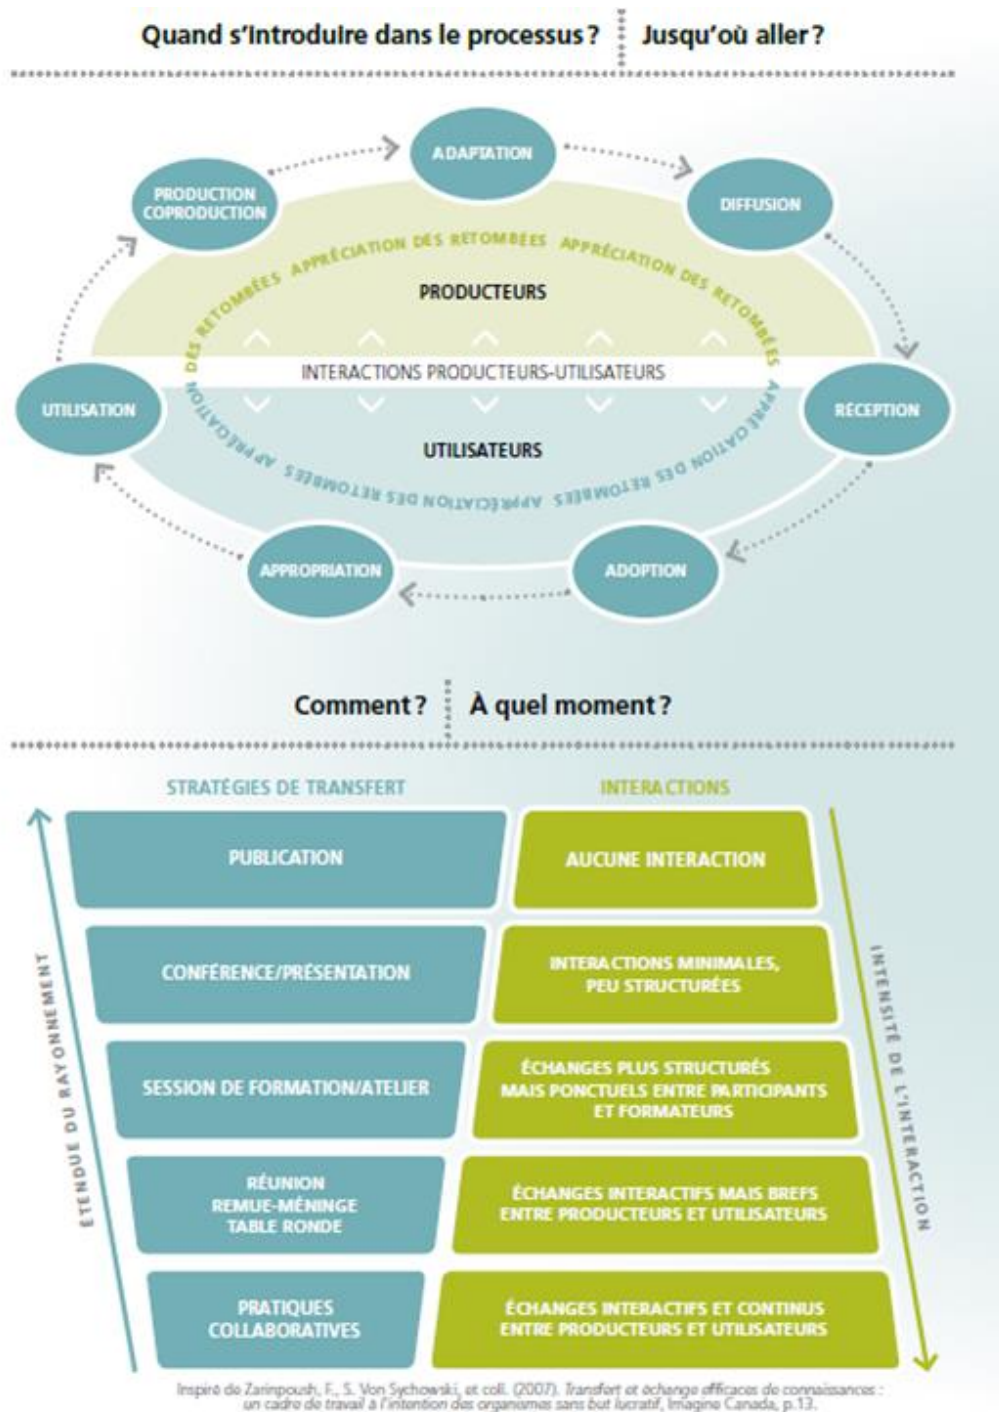 Quand s'introduire dans le processus ?
Jusqu'où aller ?
ADAPTATION
PRODUCTION
COPRODUCTION
DIFFUSION
APPRÉCIATION DES RETOMBÉES APPRÉCIATION DES RETOMBÉES
DES RETOMBÉES
PRODUCTEURS
INTERACTIONS PRODUCTEURS-UTILISATEURS
UTILISATION
RÉCEPTION
UTILISATEURS
APPRÉCIATION DES RETOMBÉES APPRÉCIATION DES RETOMBÉES APPRÉCIATION
APPROPRIATION
ADOPTION
Comment ?
À quel moment ?
STRATÉGIES DE TRANSFERT
INTERACTIONS
PUBLICATION
AUCUNE INTERACTION
CONFÉRENCE/PRÉSENTATION
INTERACTIONS MINIMALES,
PEU STRUCTURÉES
SESSION DE FORMATION/ATELIER
ÉCHANGES PLUS STRUCTURÉS
MAIS PONCTUELS ENTRE PARTICIPANTS
ET FORMATEURS
RÉUNION
REMUE-MÉNINGE
TABLE RONDE
ÉCHANGES INTERACTIFS MAIS BREFS
ENTRE PRODUCTEURS ET UTILISATEURS
PRATIQUES
COLLABORATIVES
ÉCHANGES INTERACTIFS ET CONTINUS
ENTRE PRODUCTEURS ET UTILISATEURS
ÉTENDUE DU RAYONNEMENT
INTENSITÉ DE L'INTERACTION
Inspiré de Zarinpoush, F., S. Von Sychowski, et coll. (2007). Transfert et échange efficaces de connaissances :
un cadre de travail à l'intention des organismes sans but lucratif, Imagine Canada, p.13.